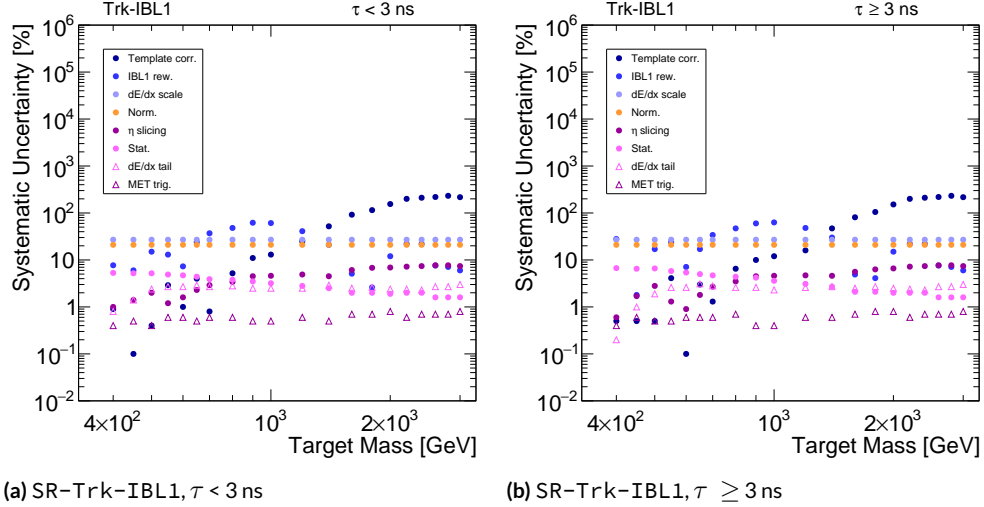 Trk-IBL1 τ < 3 ns
Systematic Uncertainty [%]
10^6
10^5
10^4
10^3
10^2
10
1
10^−1
10^−2
Template corr.
IBL1 rew.
dE/dx scale
Norm.
η slicing
Stat.
dE/dx tail
MET trig.
4×10^2 10^3 2×10^3
Target Mass [GeV]
(a) SR-Trk-IBL1, τ < 3 ns
Trk-IBL1 τ ≥ 3 ns
Systematic Uncertainty [%]
10^6
10^5
10^4
10^3
10^2
10
1
10^−1
10^−2
Template corr.
IBL1 rew.
dE/dx scale
Norm.
η slicing
Stat.
dE/dx tail
MET trig.
4×10^2 10^3 2×10^3
Target Mass [GeV]
(b) SR-Trk-IBL1, τ ≥ 3 ns